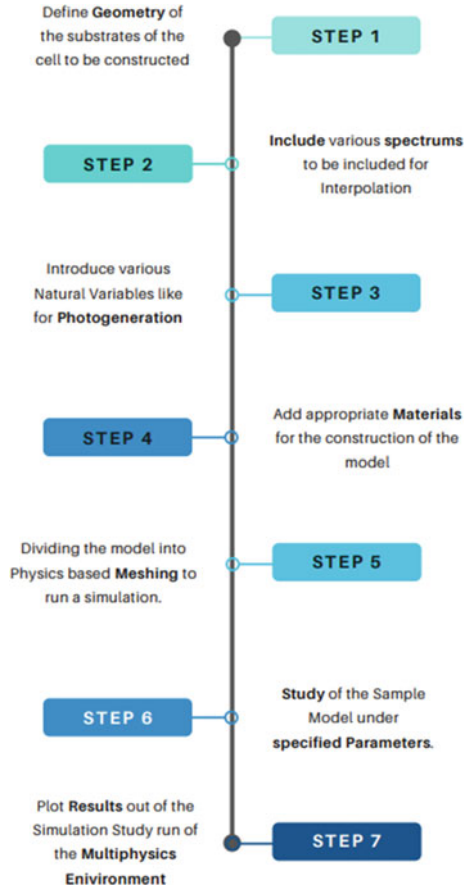 Define Geometry of
the substrates of the
cell to be constructed
STEP 1
STEP 2
Include various spectrums
to be included for
Interpolation
Introduce various
Natural Variables like
for Photogeneration
STEP 3
STEP 4
Add appropriate Materials
for the construction of the
model
Dividing the model into
Physics based Meshing to
run a simulation.
STEP 5
STEP 6
Study of the Sample
Model under
specified Parameters.
Plot Results out of the
Simulation Study run of
the Multiphysics
Enivironment
STEP 7